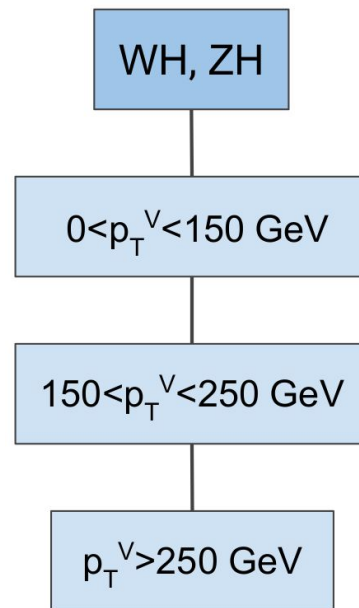 WH, ZH
0<p_T^V<150 GeV
150<p_T^V<250 GeV
p_T^V>250 GeV